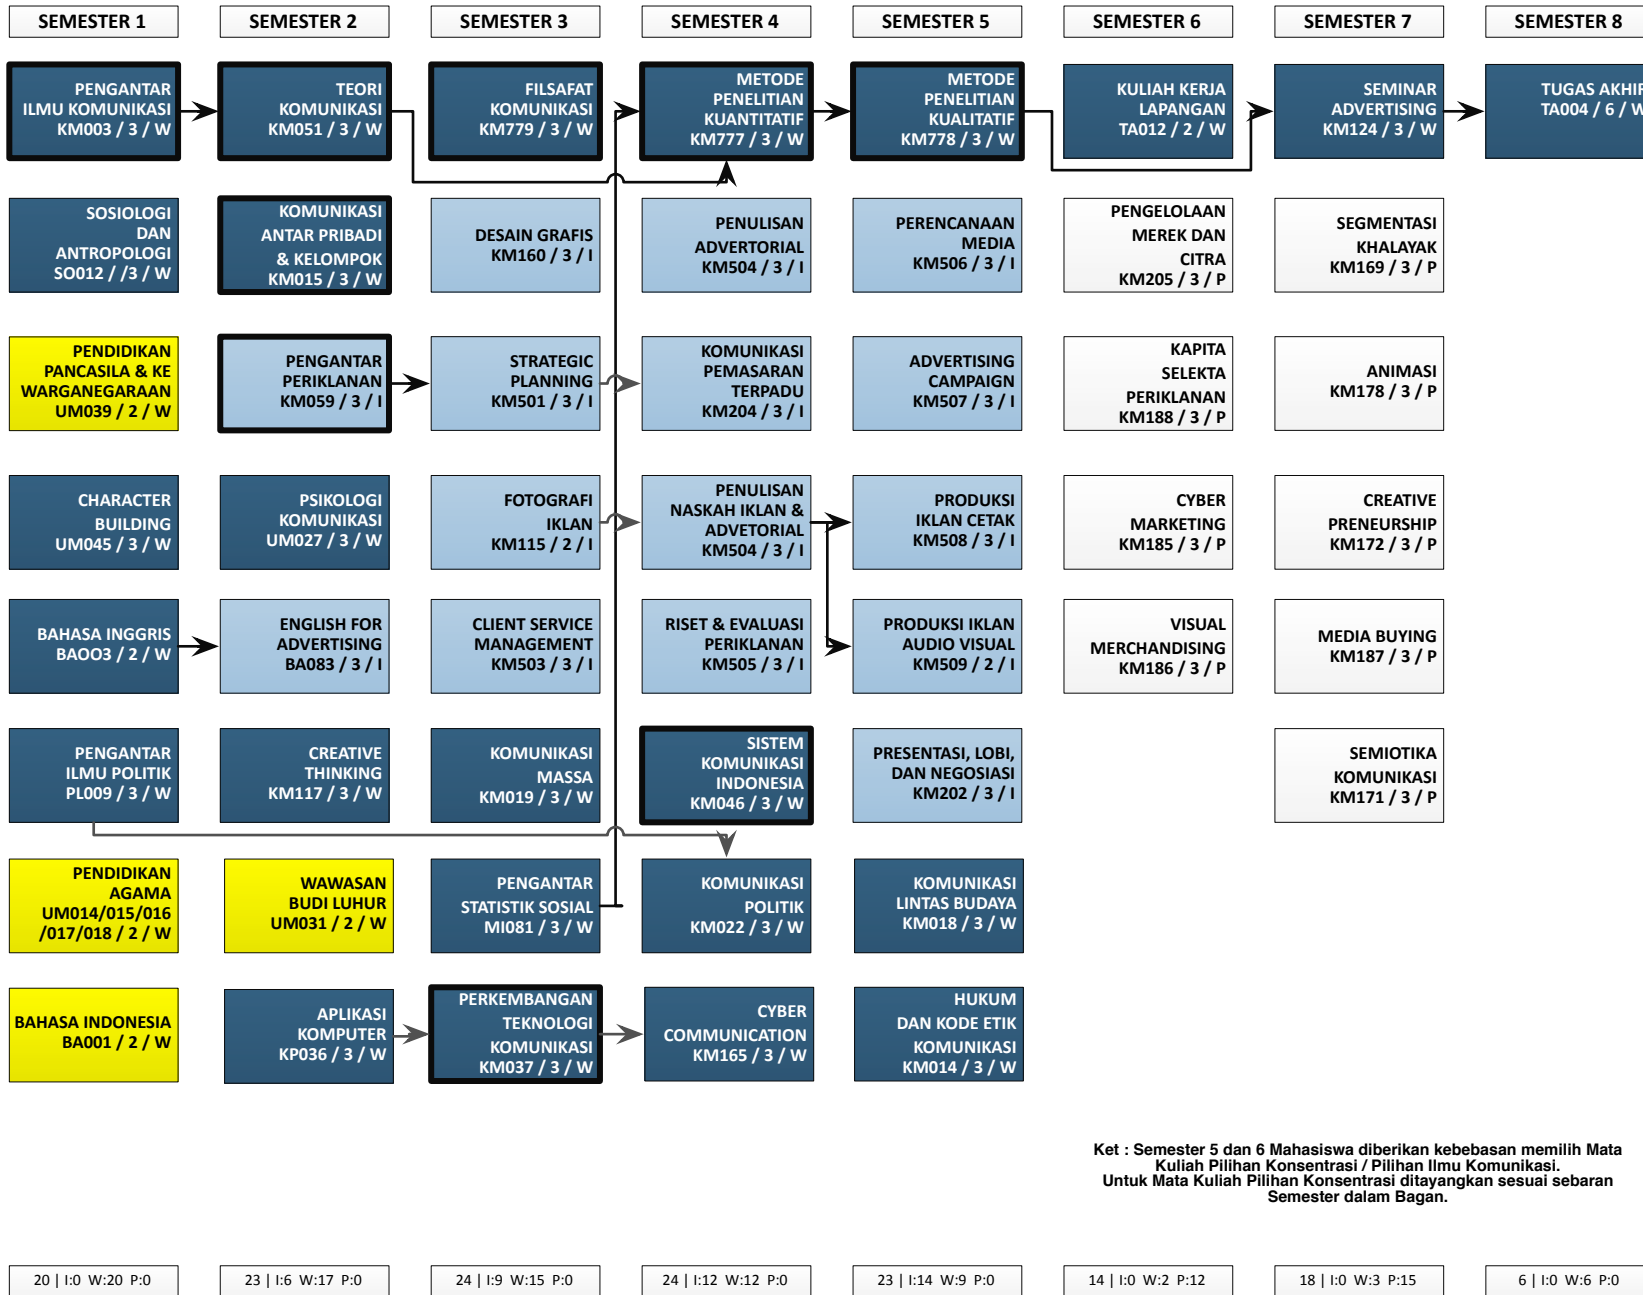 SEMESTER 1
SEMESTER 2
SEMESTER 3
SEMESTER 4
SEMESTER 5
SEMESTER 6
SEMESTER 7
SEMESTER 8
PENGANTAR
ILMU KOMUNIKASI
KM003 / 3 / W
TEORI
KOMUNIKASI
KM051 / 3 / W
FILSAFAT
KOMUNIKASI
KM779 / 3 / W
METODE
PENELITIAN
KUANTITATIF
KM777 / 3 / W
METODE
PENELITIAN
KUALITATIF
KM778 / 3 / W
KULIAH KERJA
LAPANGAN
TA012 / 2 / W
SEMINAR
ADVERTISING
KM124 / 3 / W
TUGAS AKHIR
TA004 / 6 / W
SOSIOLOGI
DAN
ANTROPOLOGI
SO012 / /3 / W
KOMUNIKASI
ANTAR PRIBADI
& KELOMPOK
KM015 / 3 / W
DESAIN GRAFIS
KM160 / 3 / I
PENULISAN
ADVERTORIAL
KM504 / 3 / I
PERENCANAAN
MEDIA
KM506 / 3 / I
PENGELOLAAN
MEREK DAN
CITRA
KM205 / 3 / P
SEGMENTASI
KHALAYAK
KM169 / 3 / P
PENDIDIKAN
PANCASILA & KE
WARGANEGARAAN
UM039 / 2 / W
PENGANTAR
PERIKLANAN
KM059 / 3 / I
STRATEGIC
PLANNING
KM501 / 3 / I
KOMUNIKASI
PEMASARAN
TERPADU
KM204 / 3 / I
ADVERTISING
CAMPAIGN
KM507 / 3 / I
KAPITA
SELEKTA
PERIKLANAN
KM188 / 3 / P
ANIMASI
KM178 / 3 / P
CHARACTER
BUILDING
UM045 / 3 / W
PSIKOLOGI
KOMUNIKASI
UM027 / 3 / W
FOTOGRAFI
IKLAN
KM115 / 2 / I
PENULISAN
NASKAH IKLAN &
ADVETORIAL
KM504 / 3 / I
PRODUKSI
IKLAN CETAK
KM508 / 3 / I
CYBER
MARKETING
KM185 / 3 / P
CREATIVE
PRENEURSHIP
KM172 / 3 / P
BAHASA INGGRIS
BAOO3 / 2 / W
ENGLISH FOR
ADVERTISING
BA083 / 3 / I
CLIENT SERVICE
MANAGEMENT
KM503 / 3 / I
RISET & EVALUASI
PERIKLANAN
KM505 / 3 / I
PRODUKSI IKLAN
AUDIO VISUAL
KM509 / 2 / I
VISUAL
MERCHANDISING
KM186 / 3 / P
MEDIA BUYING
KM187 / 3 / P
PENGANTAR
ILMU POLITIK
PL009 / 3 / W
CREATIVE
THINKING
KM117 / 3 / W
KOMUNIKASI
MASSA
KM019 / 3 / W
SISTEM
KOMUNIKASI
INDONESIA
KM046 / 3 / W
PRESENTASI, LOBI,
DAN NEGOSIASI
KM202 / 3 / I
SEMIOTIKA
KOMUNIKASI
KM171 / 3 / P
PENDIDIKAN
AGAMA
UM014/015/016
/017/018 / 2 / W
WAWASAN
BUDI LUHUR
UM031 / 2 / W
PENGANTAR
STATISTIK SOSIAL
MI081 / 3 / W
KOMUNIKASI
POLITIK
KM022 / 3 / W
KOMUNIKASI
LINTAS BUDAYA
KM018 / 3 / W
BAHASA INDONESIA
BA001 / 2 / W
APLIKASI
KOMPUTER
KP036 / 3 / W
PERKEMBANGAN
TEKNOLOGI
KOMUNIKASI
KM037 / 3 / W
CYBER
COMMUNICATION
KM165 / 3 / W
HUKUM
DAN KODE ETIK
KOMUNIKASI
KM014 / 3 / W
Ket : Semester 5 dan 6 Mahasiswa diberikan kebebasan memilih Mata
Kuliah Pilihan Konsentrasi / Pilihan Ilmu Komunikasi.
Untuk Mata Kuliah Pilihan Konsentrasi ditayangkan sesuai sebaran
Semester dalam Bagan.
20 | I:0 W:20 P:0
23 | I:6 W:17 P:0
24 | I:9 W:15 P:0
24 | I:12 W:12 P:0
23 | I:14 W:9 P:0
14 | I:0 W:2 P:12
18 | I:0 W:3 P:15
6 | I:0 W:6 P:0